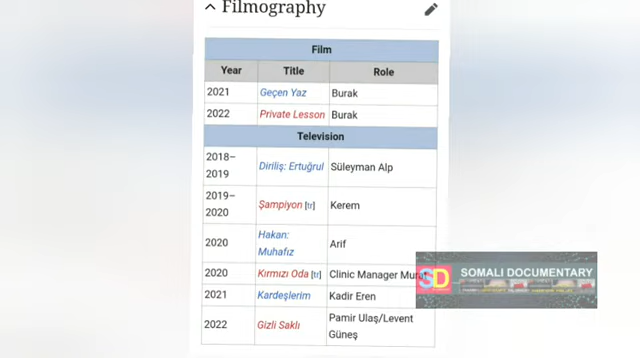 Filmography
Film
Year Title Role
2021 Geçen Yaz Burak
2022 Private Lesson Burak
Television
2018–
2019 Diriliş: Ertuğrul Süleyman Alp
2019–
2020 Şampiyon [tr] Kerem
2020 Hakan:
Muhafız Arif
2020 Kırmızı Oda [tr] Clinic Manager Murat
2021 Kardeşlerim Kadir Eren
2022 Gizli Saklı Pamir Ulaş/Levent
Güneş
SD SOMALI DOCUMENTARY